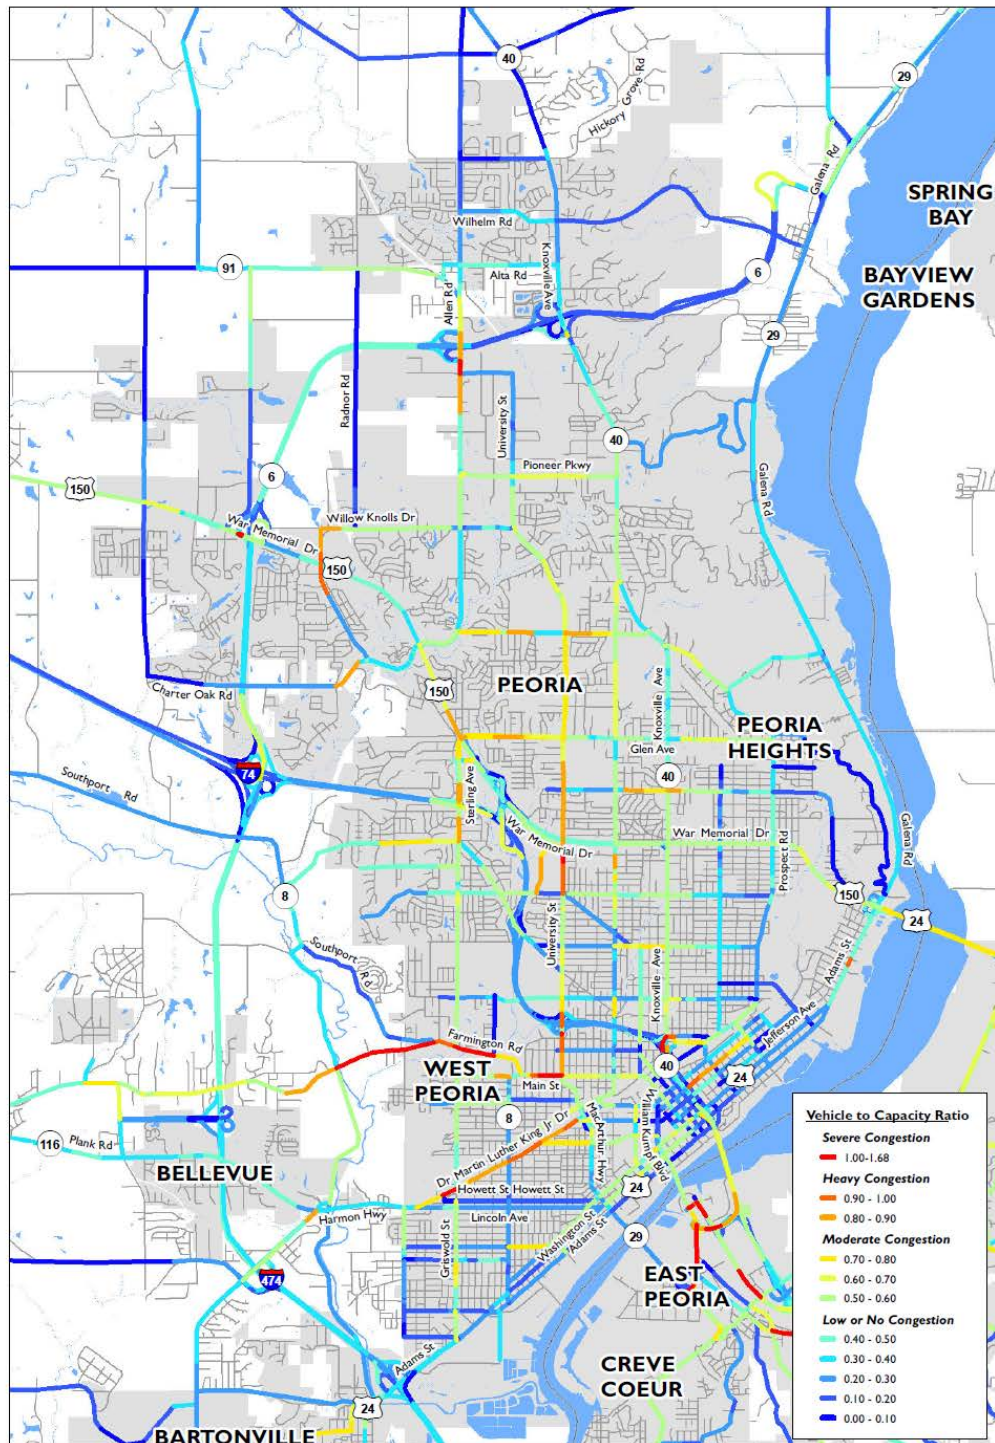 40
29
Hickory Grove Rd
Galena Rd
SPRING
BAY
Wilhelm Rd
Knoxville Ave
91
Alta Rd
6
BAYVIEW
GARDENS
Allen Rd
29
Radnor Rd
University St
40
Pioneer Pkwy
6
150
Galena Rd
Willow Knolls Dr
War Memorial Dr
150
Charter Oak Rd
150
PEORIA
Knoxville Ave
PEORIA
HEIGHTS
Glen Ave
74
40
Southport Rd
Sterling Ave
War Memorial Dr
War Memorial Dr
Prospect Rd
Galena Rd
8
150
24
Southport Rd
University St
Knoxville Ave
Adams St
Jefferson Ave
Farmington Rd
WEST
PEORIA
40
24
Main St
8
MacArthur Hwy
William Kumpf Blvd
Dr Martin Luther King Jr Dr
116
Plank Rd
BELLEVUE
Howett St
Howett St
24
Harmon Hwy
Lincoln Ave
Griswold St
Washington St
Adams St
29
474
EAST
PEORIA
Adams St
CREVE
COEUR
24
BARTONVILLE
Vehicle to Capacity Ratio
Severe Congestion
1.00-1.68
Heavy Congestion
0.90 - 1.00
0.80 - 0.90
Moderate Congestion
0.70 - 0.80
0.60 - 0.70
0.50 - 0.60
Low or No Congestion
0.40 - 0.50
0.30 - 0.40
0.20 - 0.30
0.10 - 0.20
0.00 - 0.10